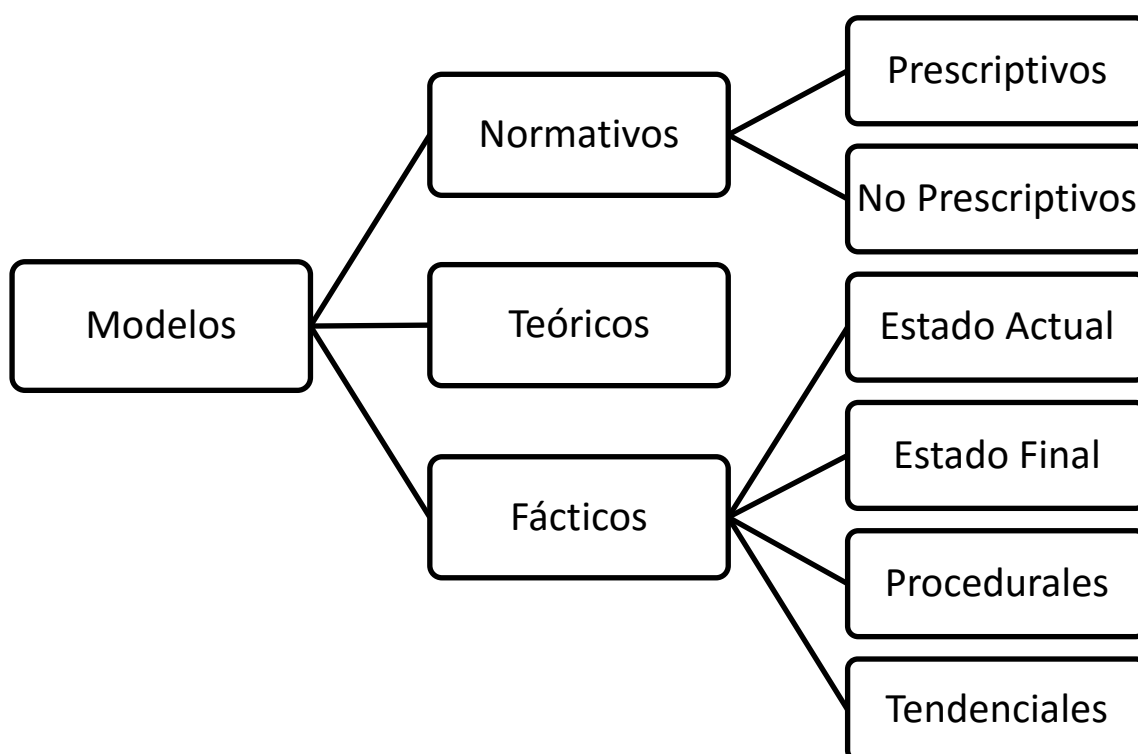 Modelos
Normativos
Prescriptivos
No Prescriptivos
Teóricos
Fácticos
Estado Actual
Estado Final
Procedurales
Tendenciales